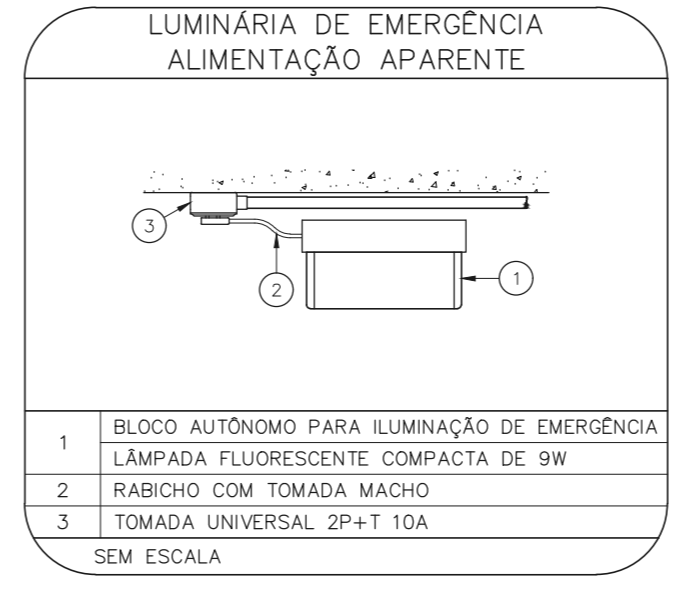 LUMINÁRIA DE EMERGÊNCIA
ALIMENTAÇÃO APARENTE
3
2
1
1
BLOCO AUTÔNOMO PARA ILUMINAÇÃO DE EMERGÊNCIA
LÂMPADA FLUORESCENTE COMPACTA DE 9W
2 RABICHO COM TOMADA MACHO
3 TOMADA UNIVERSAL 2P+T 10A
SEM ESCALA